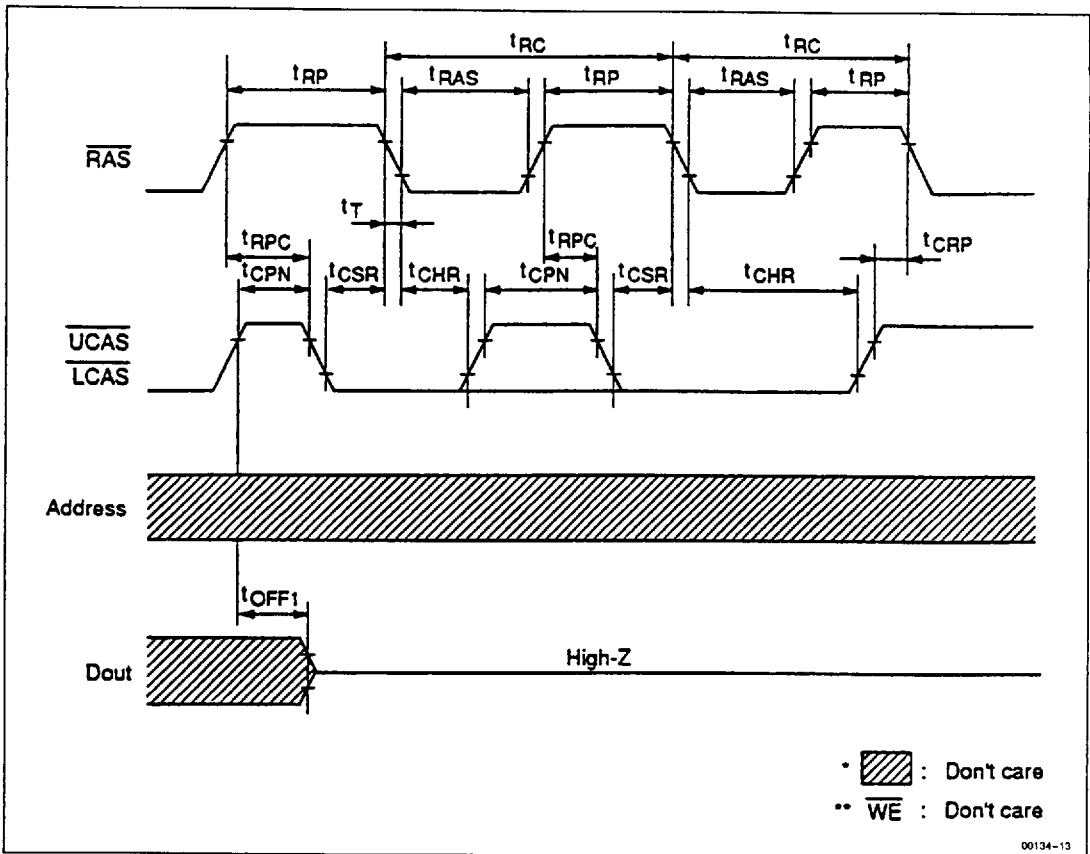 tRC tRC
tRP tRAS tRP tRAS tRP
RAS
tT
tRPC tRPC tCRP
tCPN tCSR tCHR tCPN tCSR tCHR
UCAS
LCAS
Address
tOFF1
Dout High-Z
* : Don't care
** WE : Don't care
00134-13